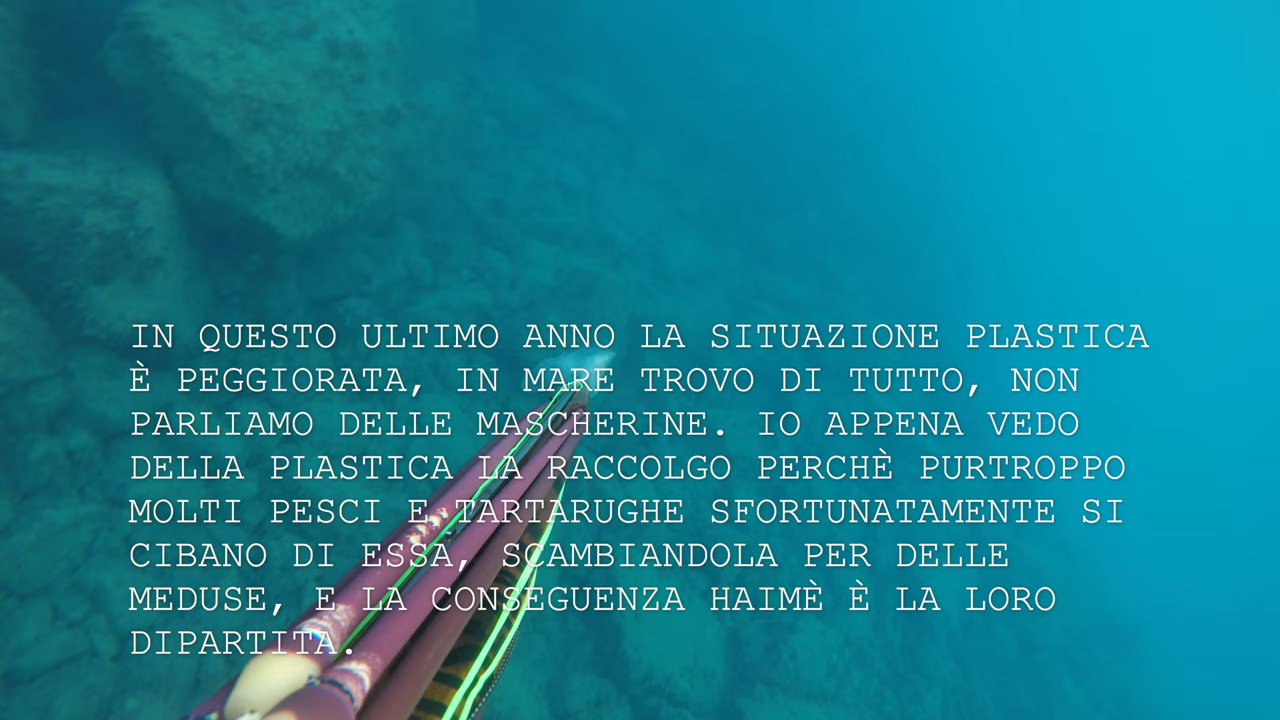 IN QUESTO ULTIMO ANNO LA SITUAZIONE PLASTICA
È PEGGIORATA, IN MARE TROVO DI TUTTO, NON
PARLIAMO DELLE MASCHERINE. IO APPENA VEDO
DELLA PLASTICA LA RACCOLGO PERCHÈ PURTROPPO
MOLTI PESCI E TARTARUGHE SFORTUNATAMENTE SI
CIBANO DI ESSA, SCAMBIANDOLA PER DELLE
MEDUSE, E LA CONSEGUENZA HAIMÈ È LA LORO
DIPARTITA.